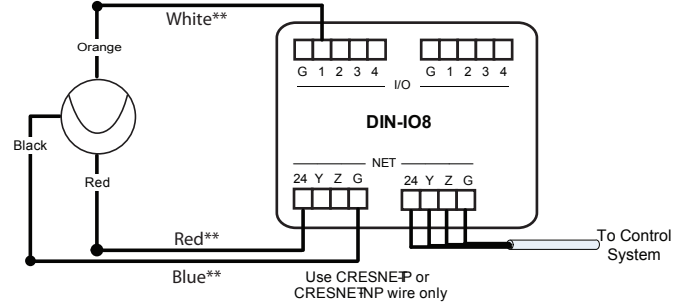 White**
Orange
G 1 2 3 4
G 1 2 3 4
I/O
DIN-IO8
Black
NET
Red
24 Y Z G
24 Y Z G
To Control
System
Red**
Blue**
Use CRESNET-P or
CRESNET-NP wire only